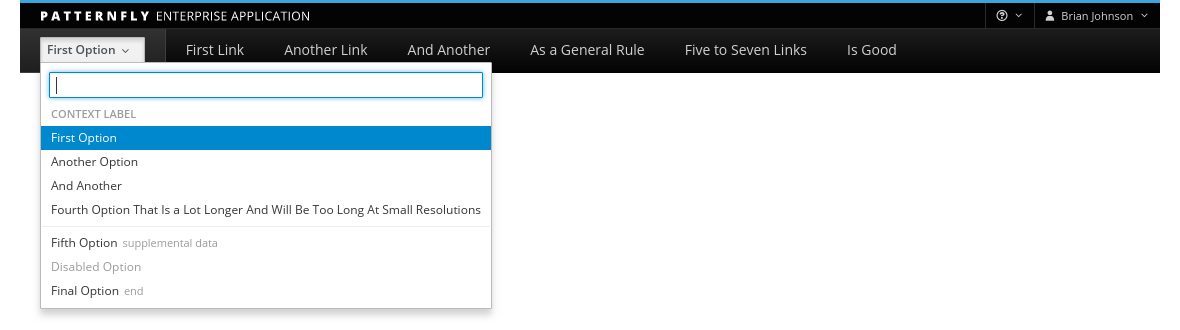 PATTERNFLY ENTERPRISE APPLICATION Brian Johnson
First Option First Link Another Link And Another As a General Rule Five to Seven Links Is Good
CONTEXT LABEL
First Option
Another Option
And Another
Fourth Option That Is a Lot Longer And Will Be Too Long At Small Resolutions
Fifth Option supplemental data
Disabled Option
Final Option end